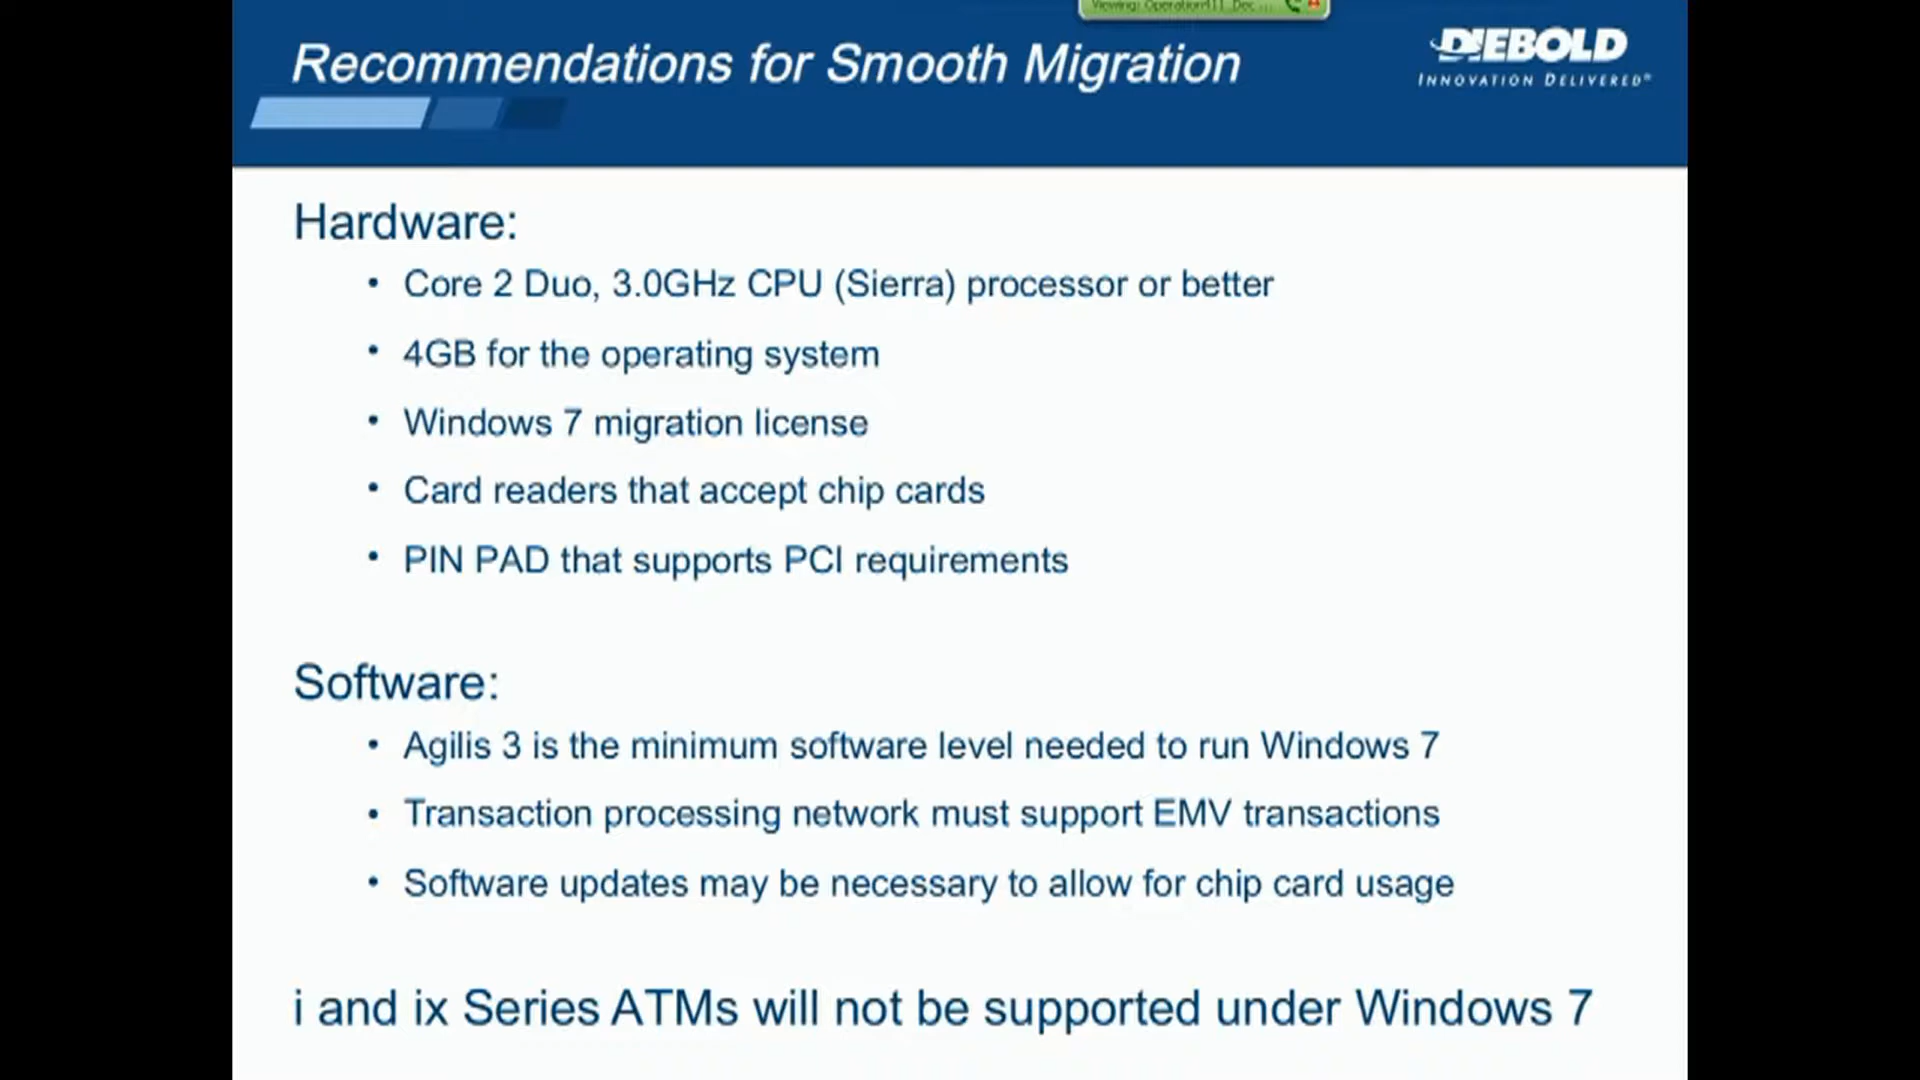 Recommendations for Smooth Migration
DIEBOLD
INNOVATION DELIVERED®
Hardware:
• Core 2 Duo, 3.0GHz CPU (Sierra) processor or better
• 4GB for the operating system
• Windows 7 migration license
• Card readers that accept chip cards
• PIN PAD that supports PCI requirements
Software:
• Agilis 3 is the minimum software level needed to run Windows 7
• Transaction processing network must support EMV transactions
• Software updates may be necessary to allow for chip card usage
i and ix Series ATMs will not be supported under Windows 7